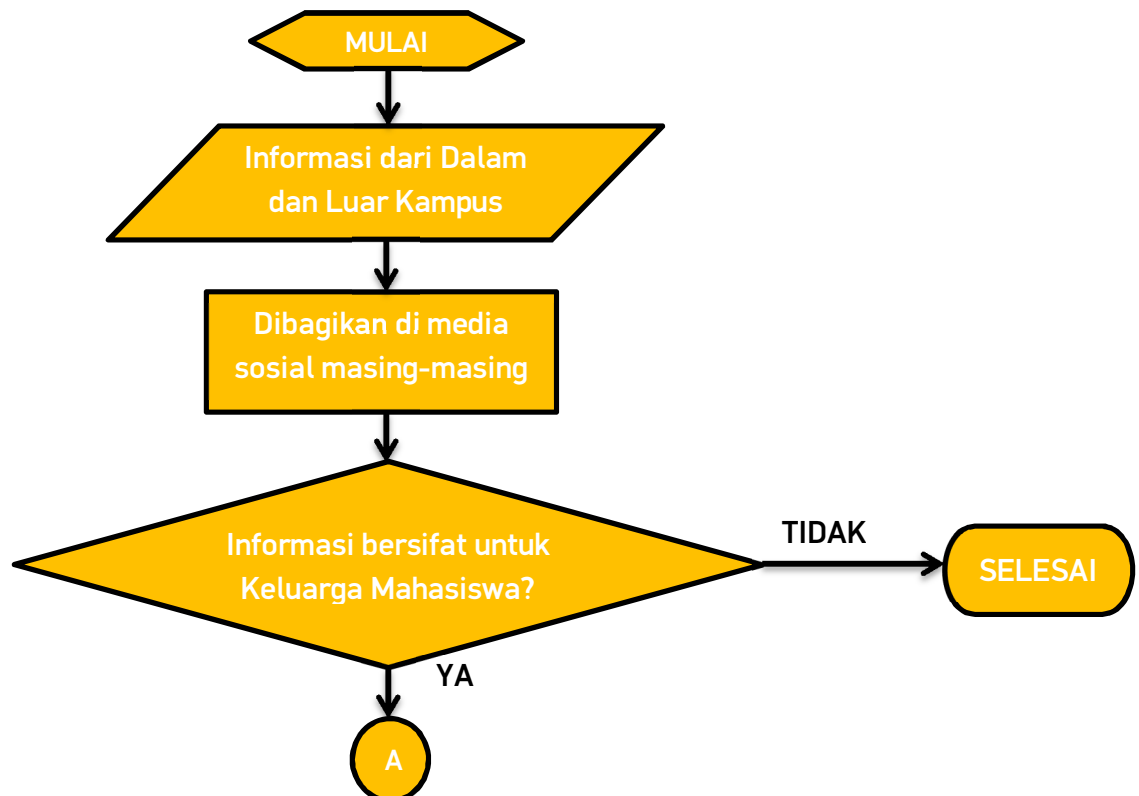 MULAI
Informasi dari Dalam
dan Luar Kampus
Dibagikan di media
sosial masing-masing
Informasi bersifat untuk
Keluarga Mahasiswa?
TIDAK
SELESAI
YA
A